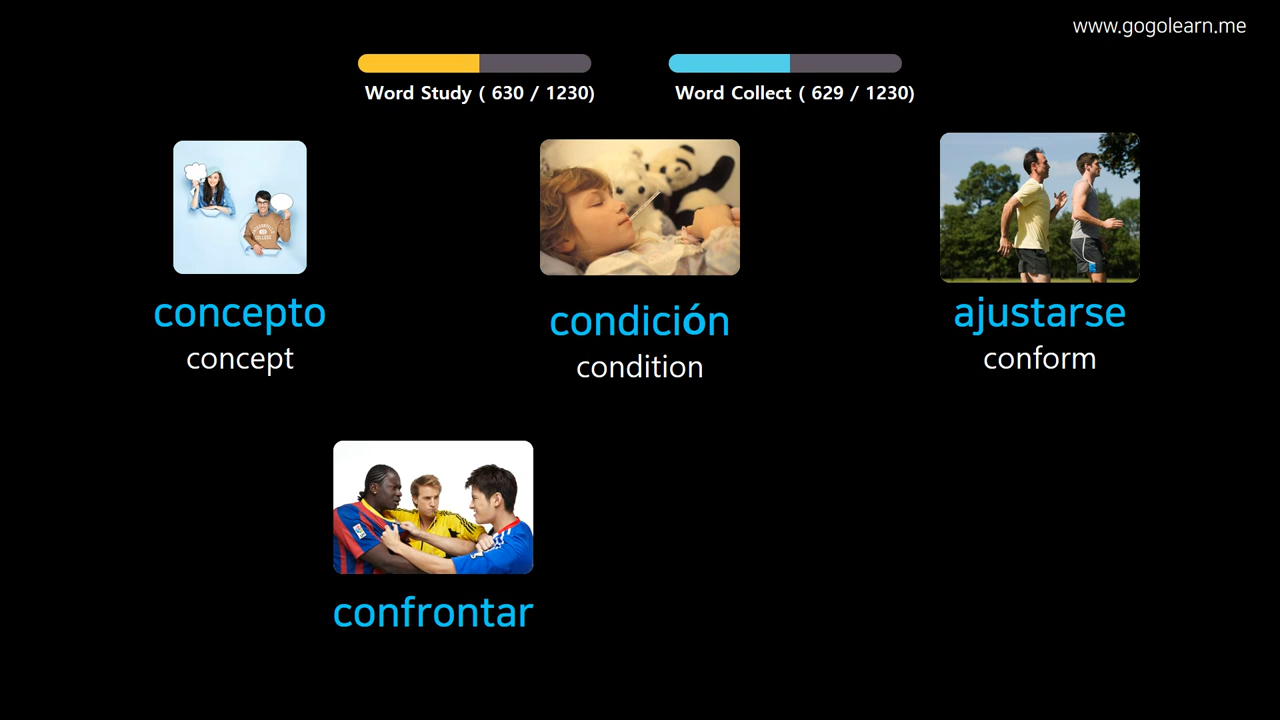 www.gogolearn.me
Word Study ( 630 / 1230)
Word Collect ( 629 / 1230)
concepto
concept
condición
condition
ajustarse
conform
confrontar